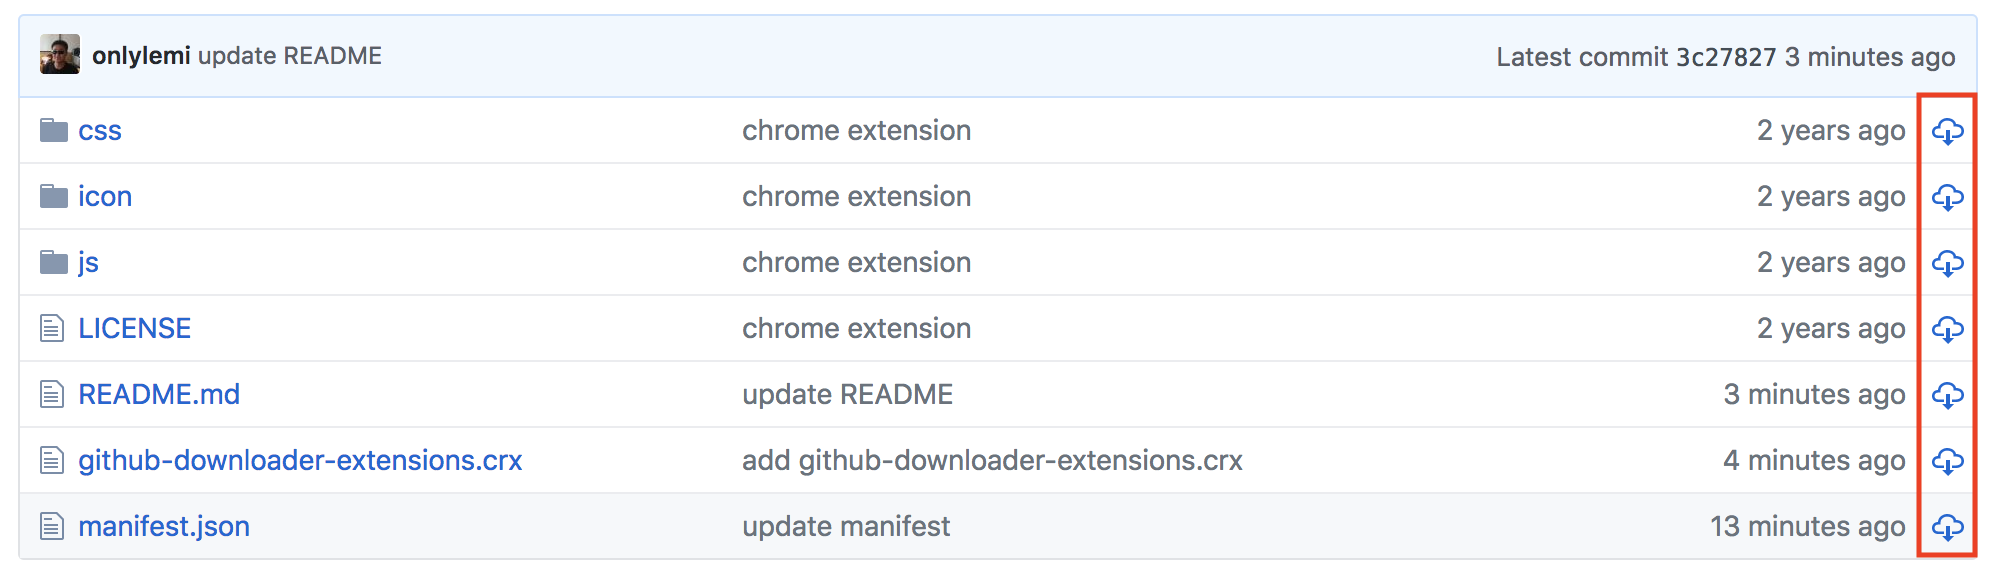 onlylemi update README Latest commit 3c27827 3 minutes ago
css chrome extension 2 years ago
icon chrome extension 2 years ago
js chrome extension 2 years ago
LICENSE chrome extension 2 years ago
README.md update README 3 minutes ago
github-downloader-extensions.crx add github-downloader-extensions.crx 4 minutes ago
manifest.json update manifest 13 minutes ago